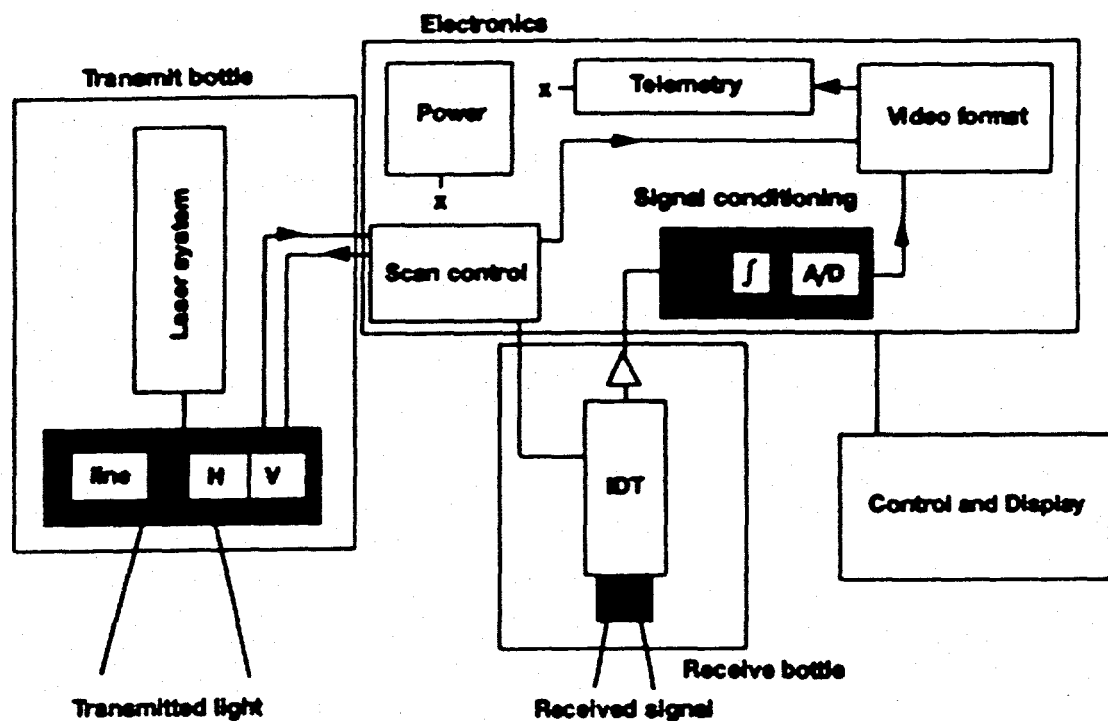 Electronics
Transmit bottle
Power
x
x
Telemetry
Video format
Laser system
Scan control
Signal conditioning
∫
A/D
line
H
V
IDT
Control and Display
Receive bottle
Transmitted light
Received signal